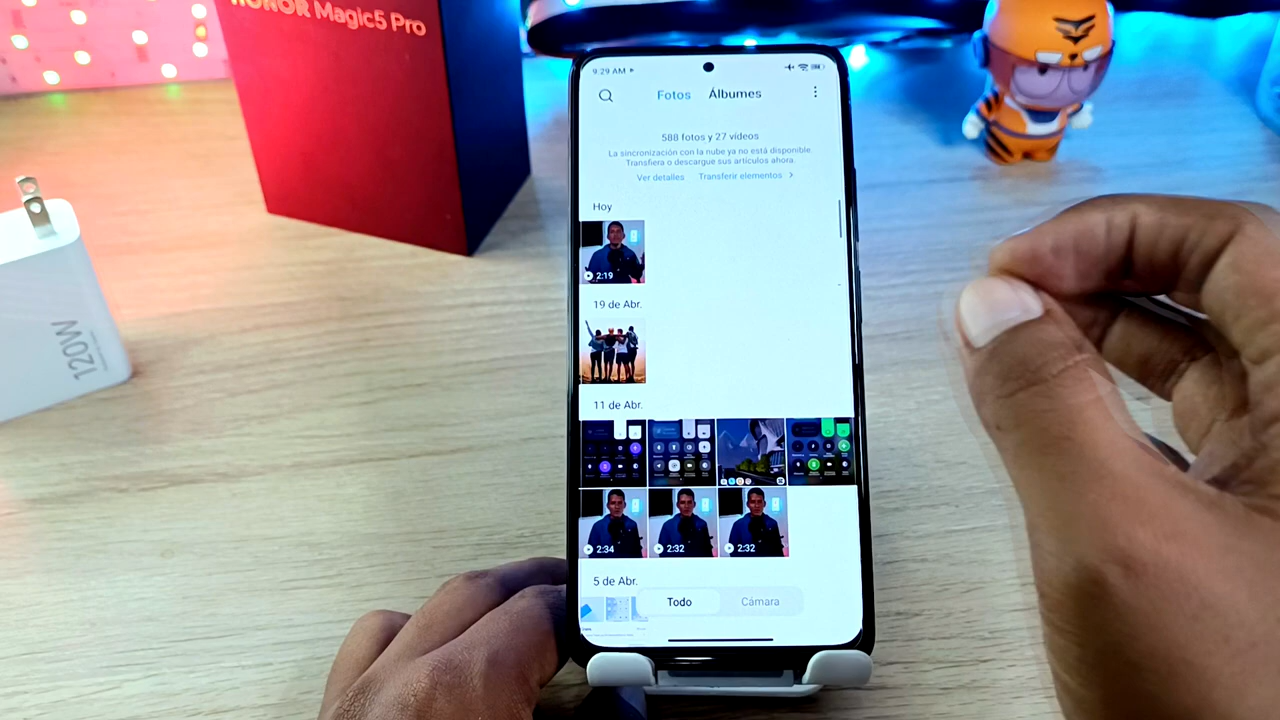 HONOR Magic5 Pro
120W
9:29 AM
Fotos
Álbumes
588 fotos y 27 vídeos
La sincronización con la nube ya no está disponible
Transfiera o descargue sus artículos ahora.
Ver detalles
Transferir elementos >
Hoy
2:19
19 de Abr.
11 de Abr.
2:34
2:32
2:32
5 de Abr.
Todo
Cámara